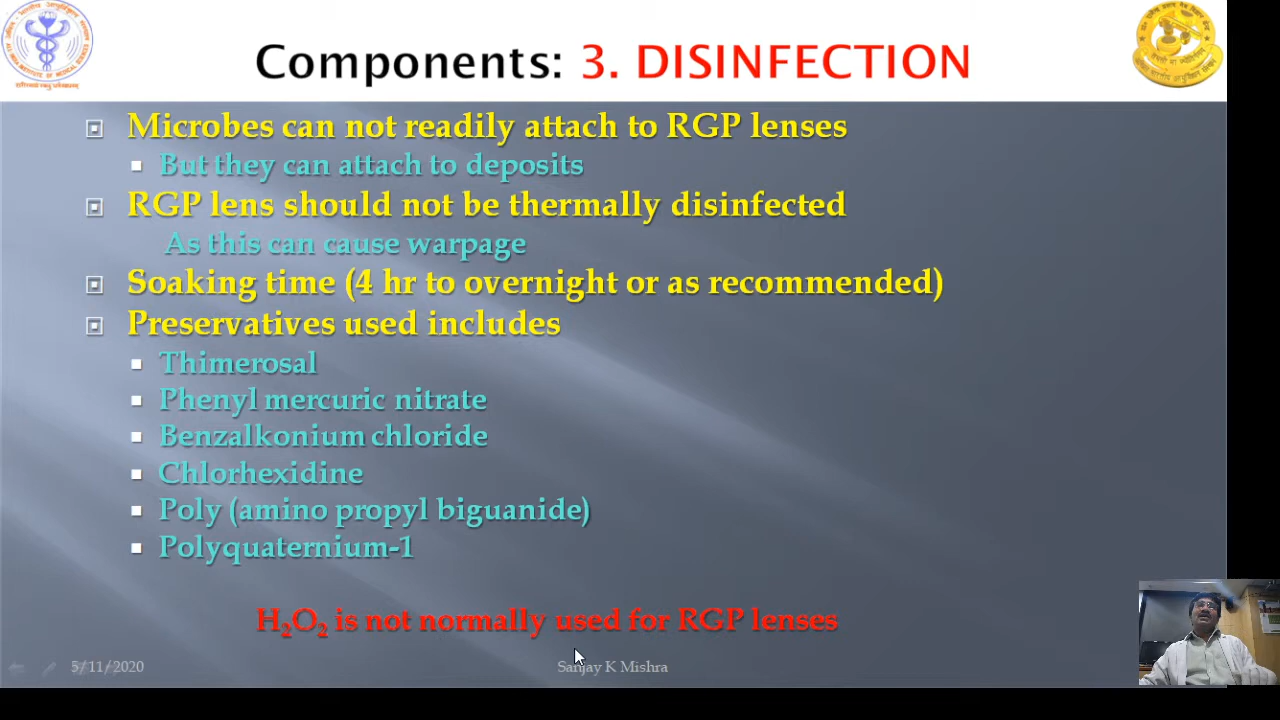 Components: 3. DISINFECTION
Microbes can not readily attach to RGP lenses
But they can attach to deposits
RGP lens should not be thermally disinfected
As this can cause warpage
Soaking time (4 hr to overnight or as recommended)
Preservatives used includes
Thimerosal
Phenyl mercuric nitrate
Benzalkonium chloride
Chlorhexidine
Poly (amino propyl biguanide)
Polyquaternium-1
H₂O₂ is not normally used for RGP lenses
5/11/2020
Sanjay K Mishra